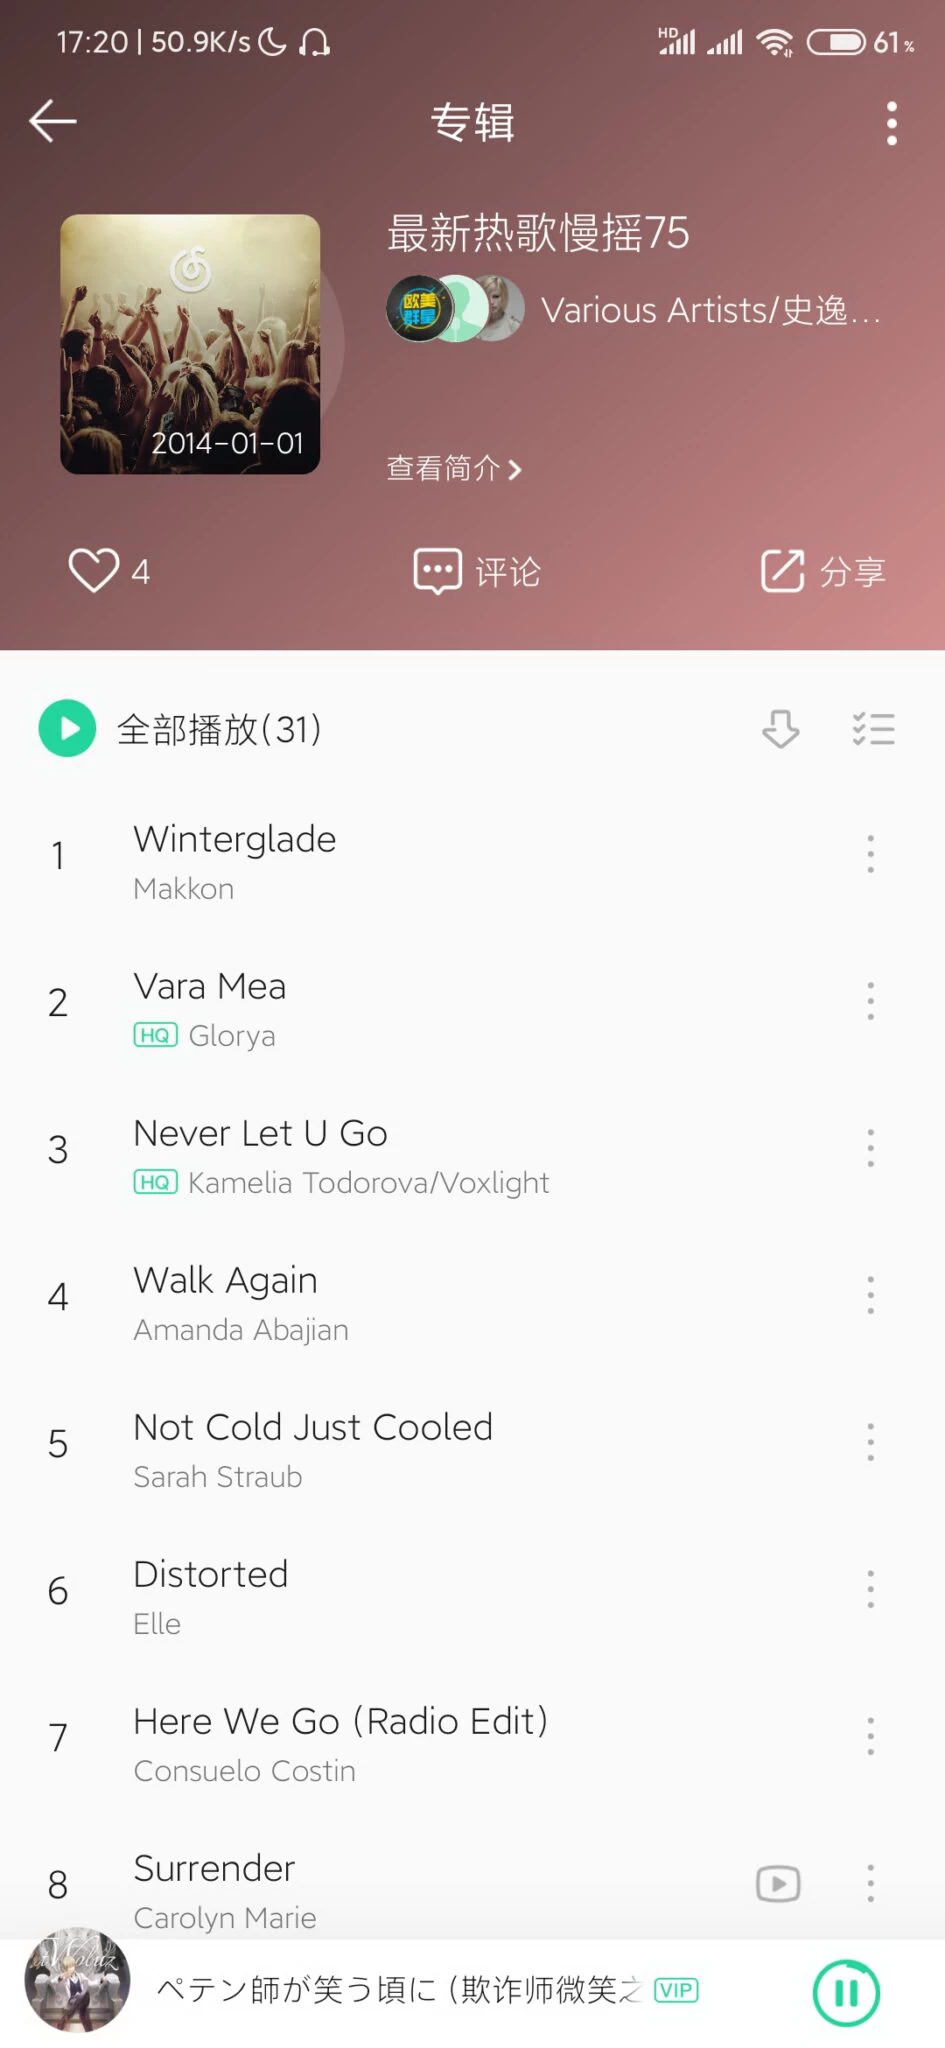 17:20 | 50.9K/s
HD
61%
专辑
最新热歌慢摇75
欧美
群星
Various Artists/史逸...
2014-01-01
查看简介
4
评论
分享
全部播放(31)
1
Winterglade
Makkon
2
Vara Mea
HQ Glorya
3
Never Let U Go
HQ Kamelia Todorova/Voxlight
4
Walk Again
Amanda Abajian
5
Not Cold Just Cooled
Sarah Straub
6
Distorted
Elle
7
Here We Go (Radio Edit)
Consuelo Costin
8
Surrender
Carolyn Marie
ペテン師が笑う頃に (欺诈师微笑之 VIP